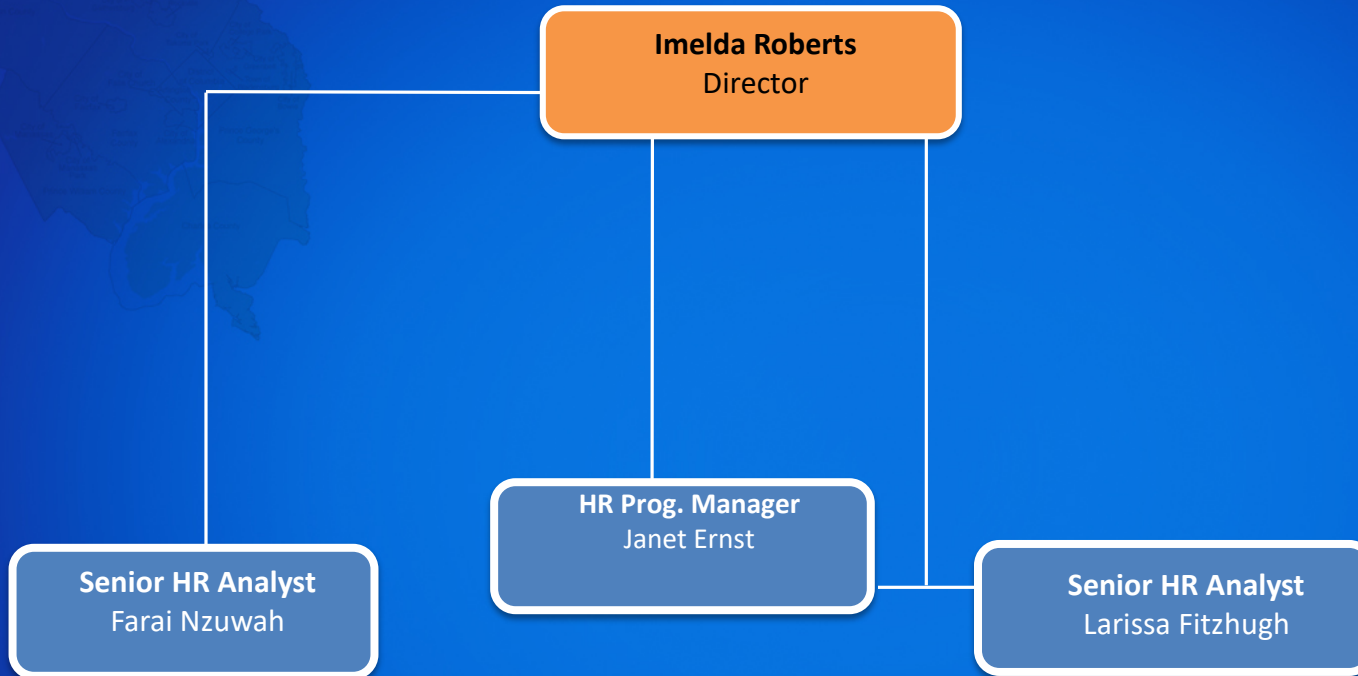 Imelda Roberts
Director
HR Prog. Manager
Janet Ernst
Senior HR Analyst
Farai Nzuwah
Senior HR Analyst
Larissa Fitzhugh